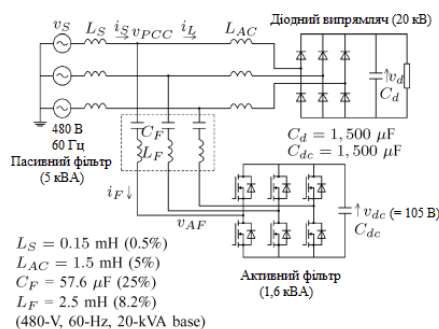 v_S L_S i_S v_PCC i_L L_AC
Діодний випрямляч (20 кВ)
v_d
C_d
480 В
60 Гц
Пасивний фільтр
(5 кВА)
C_F
L_F
i_F
v_AF
C_d = 1,500 μF
C_dc = 1,500 μF
v_dc (= 105 В)
C_dc
Активний фільтр
(1,6 кВА)
L_S = 0.15 mH (0.5%)
L_AC = 1.5 mH (5%)
C_F = 57.6 μF (25%)
L_F = 2.5 mH (8.2%)
(480-V, 60-Hz, 20-kVA base)